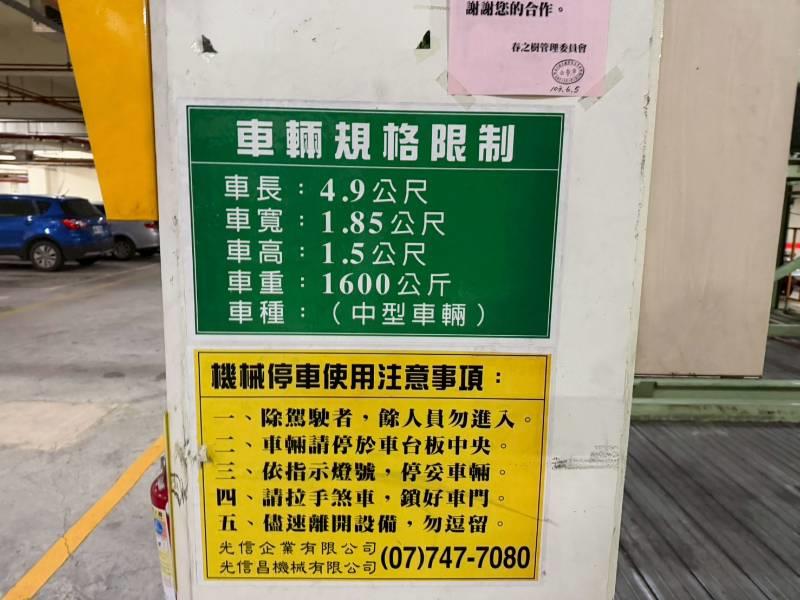 謝謝您的合作。
春之樹管理委員會
109.6.5
車輛規格限制
車長：4.9公尺
車寬：1.85公尺
車高：1.5公尺
車重：1600公斤
車種：（中型車輛）
機械停車使用注意事項：
一、除駕駛者，餘人員勿進入。
二、車輛請停於車台板中央。
三、依指示燈號，停妥車輛。
四、請拉手煞車，鎖好車門。
五、儘速離開設備，勿逗留。
光信企業有限公司
光信昌機械有限公司
(07)747-7080